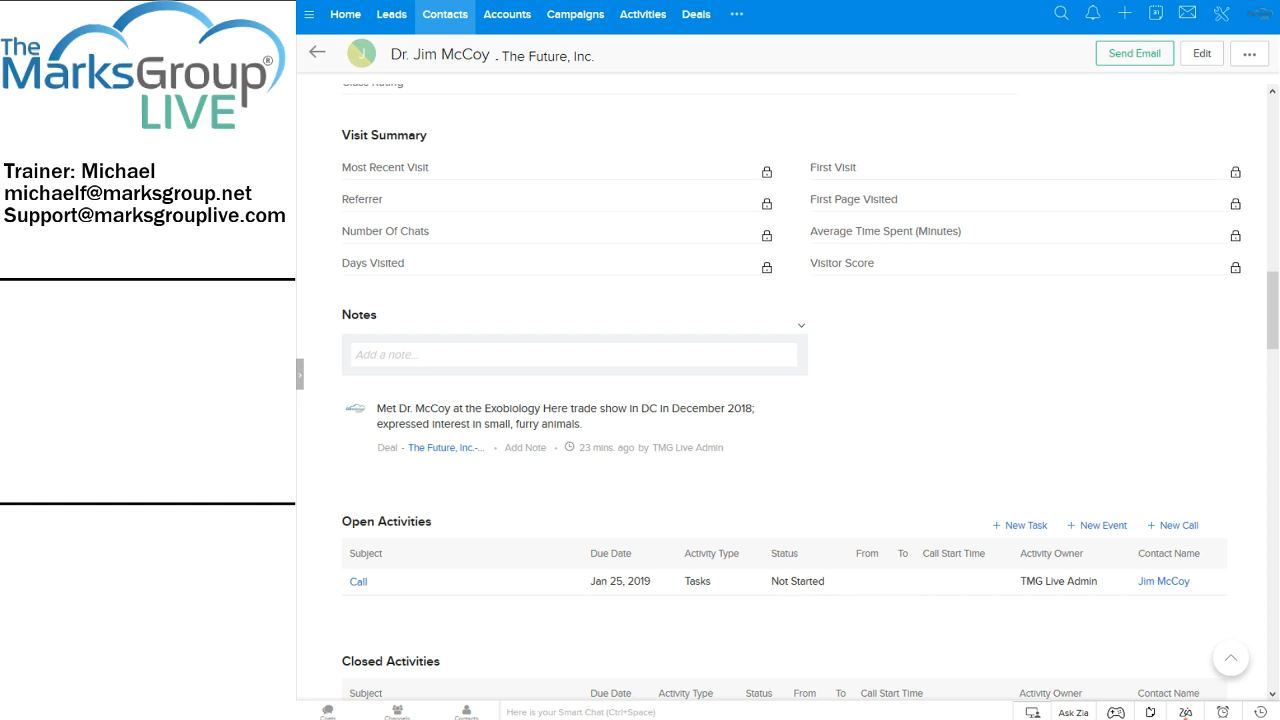 The
MarksGroup®
LIVE
Trainer: Michael
michaelf@marksgroup.net
Support@marksgrouplive.com
Home Leads Contacts Accounts Campaigns Activities Deals •••
Dr. Jim McCoy - The Future, Inc.
Send Email Edit •••
Visit Summary
Most Recent Visit First Visit
Referrer First Page Visited
Number Of Chats Average Time Spent (Minutes)
Days Visited Visitor Score
Notes
Add a note...
Met Dr. McCoy at the Exobiology Here trade show in DC in December 2018;
expressed interest in small, furry animals.
Deal - The Future, Inc.-... • Add Note • 23 mins. ago by TMG Live Admin
Open Activities
+ New Task + New Event + New Call
Subject Due Date Activity Type Status From To Call Start Time Activity Owner Contact Name
Call Jan 25, 2019 Tasks Not Started TMG Live Admin Jim McCoy
Closed Activities
Subject Due Date Activity Type Status From To Call Start Time Activity Owner Contact Name
Chats Channels Contacts Here is your Smart Chat (Ctrl+Space) Ask Zia